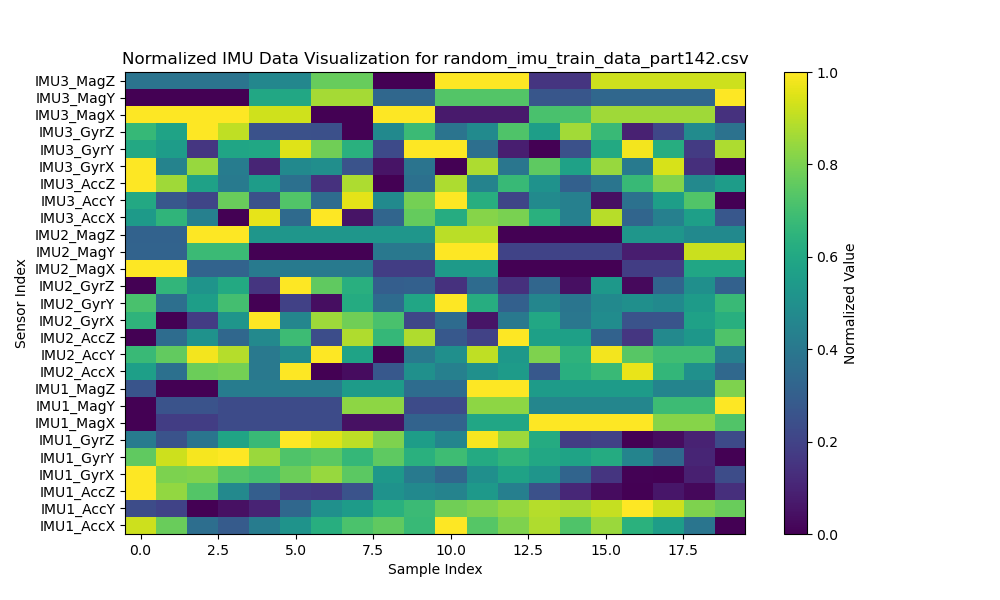 Normalized IMU Data Visualization for random_imu_train_data_part142.csv
IMU3_MagZ
IMU3_MagY
IMU3_MagX
IMU3_GyrZ
IMU3_GyrY
IMU3_GyrX
IMU3_AccZ
IMU3_AccY
IMU3_AccX
IMU2_MagZ
IMU2_MagY
IMU2_MagX
IMU2_GyrZ
IMU2_GyrY
IMU2_GyrX
IMU2_AccZ
IMU2_AccY
IMU2_AccX
IMU1_MagZ
IMU1_MagY
IMU1_MagX
IMU1_GyrZ
IMU1_GyrY
IMU1_GyrX
IMU1_AccZ
IMU1_AccY
IMU1_AccX
Sensor Index
0.0 2.5 5.0 7.5 10.0 12.5 15.0 17.5
Sample Index
1.0
0.8
0.6
0.4
0.2
0.0
Normalized Value